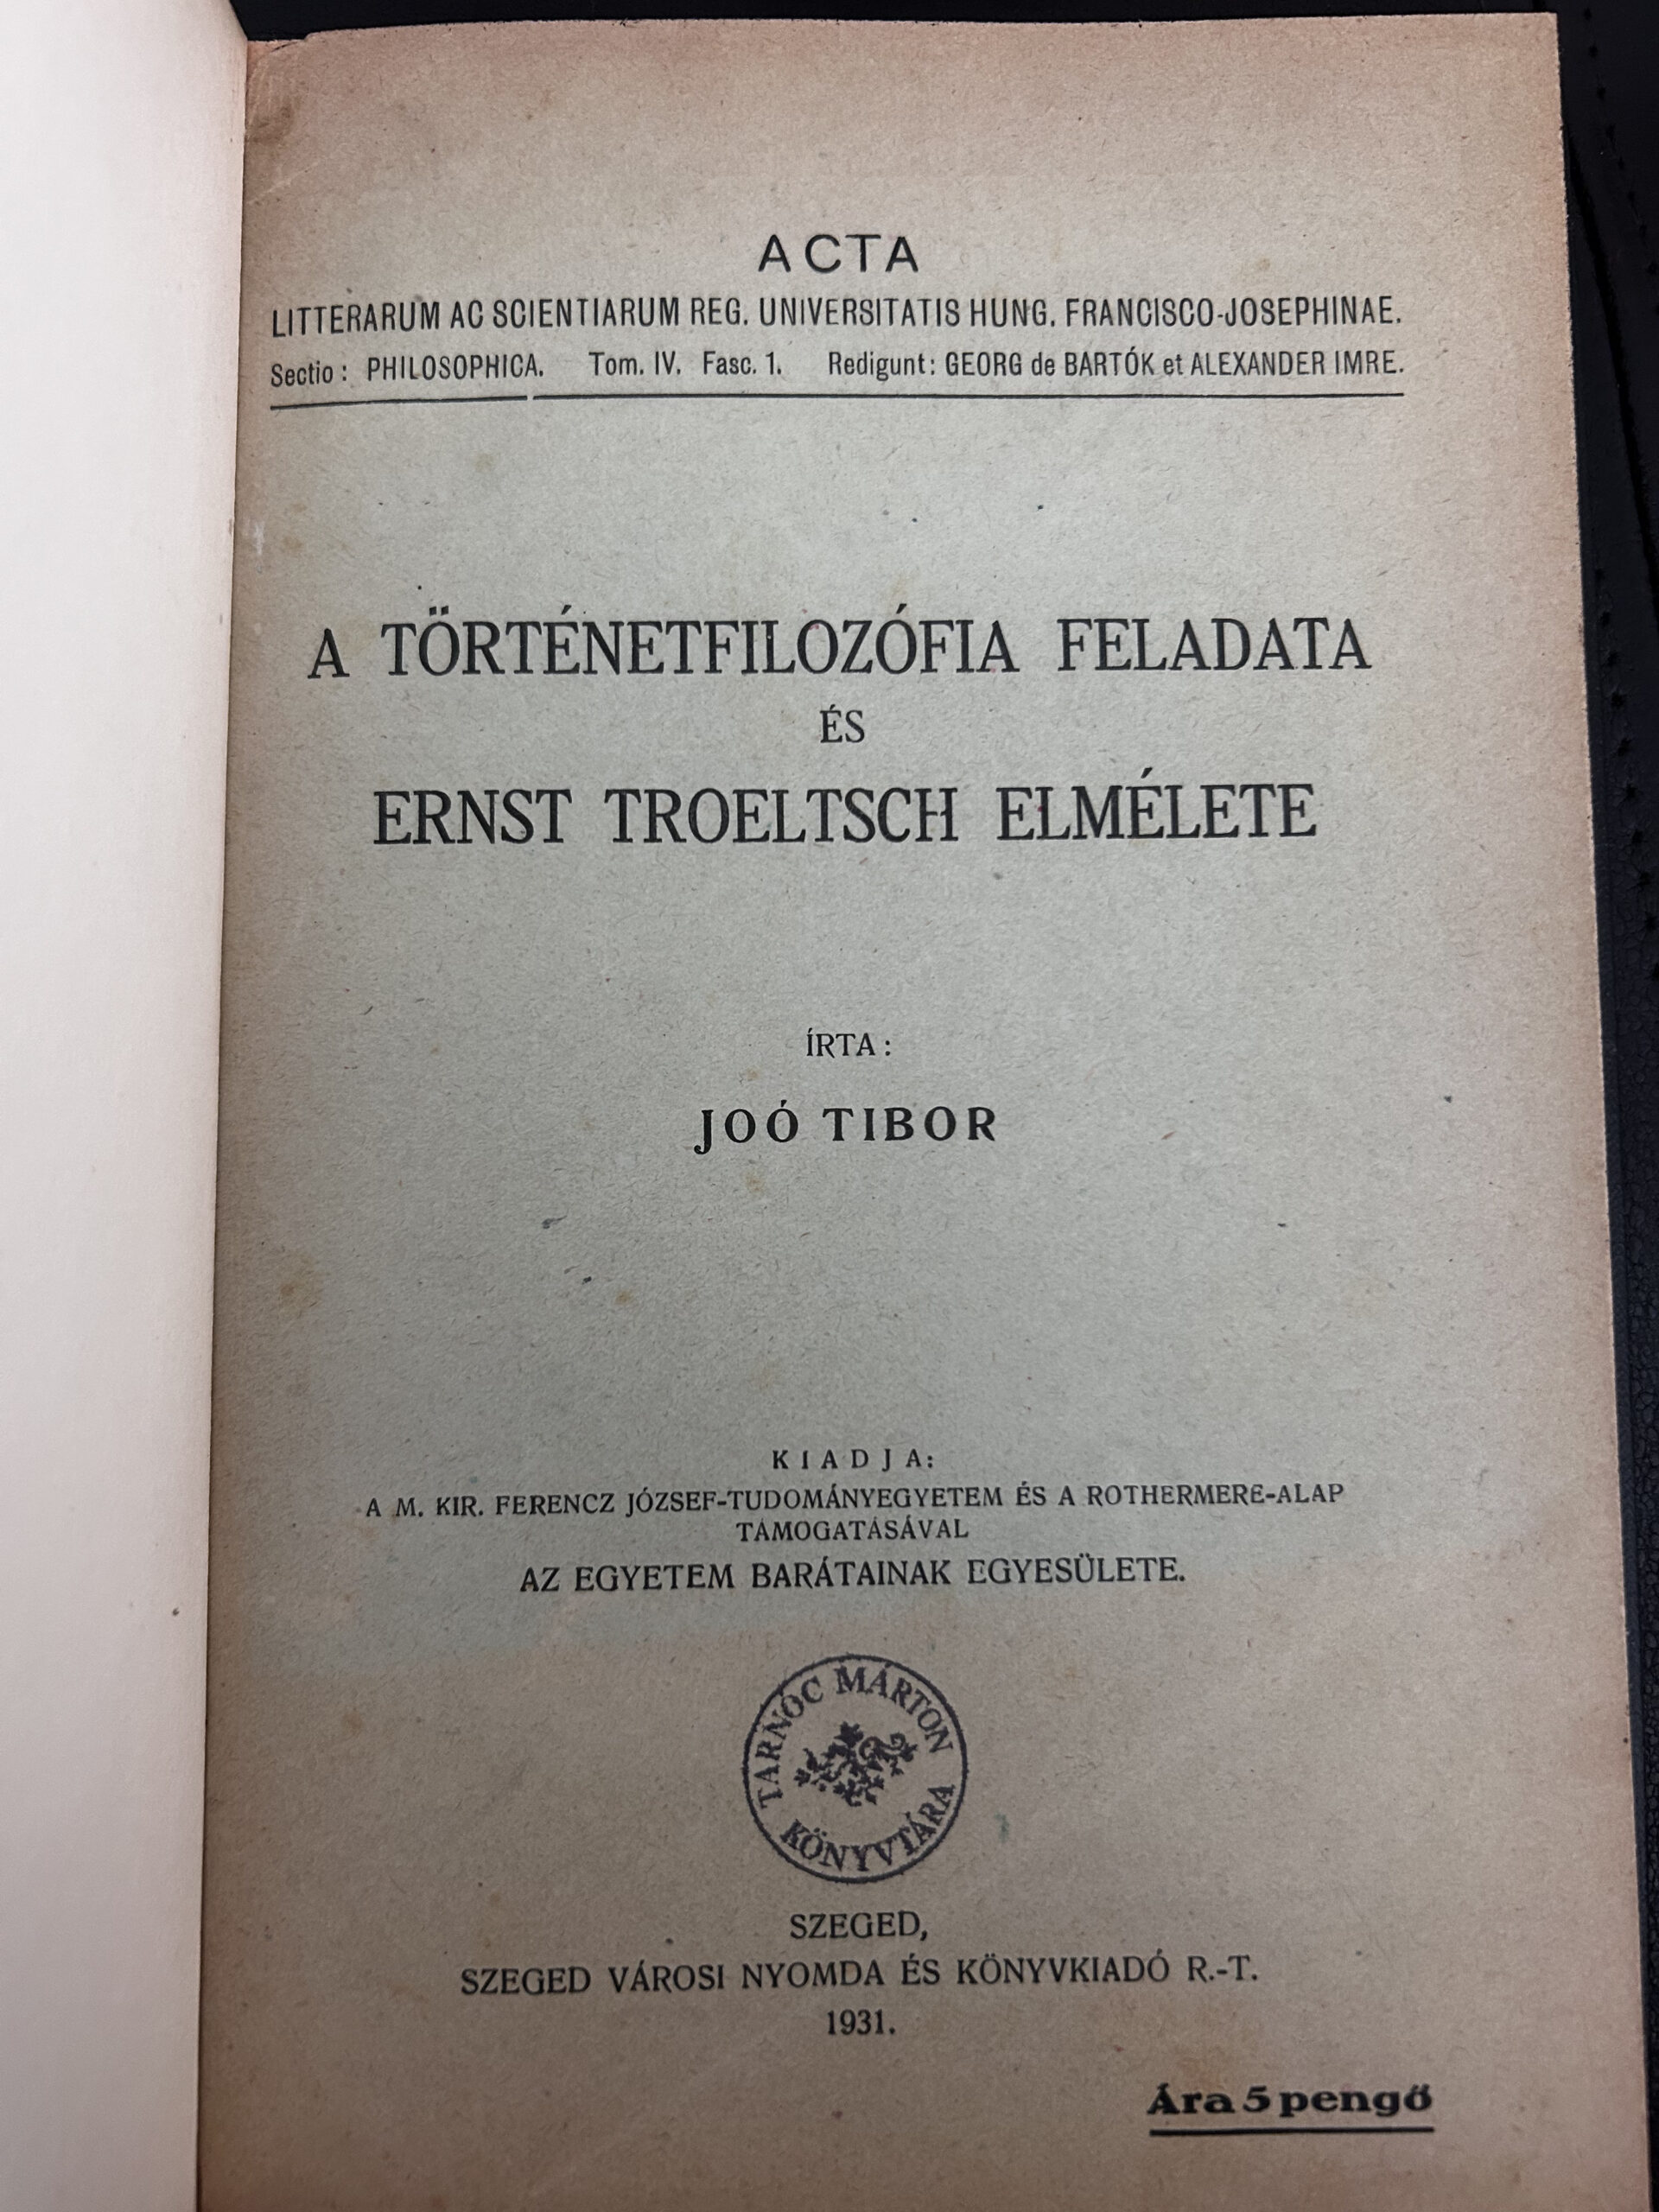 ACTA
LITTERARUM AC SCIENTIARUM REG. UNIVERSITATIS HUNG. FRANCISCO-JOSEPHINAE.
Sectio: PHILOSOPHICA. Tom. IV. Fasc. 1. Redigunt: GEORG de BARTÓK et ALEXANDER IMRE.
A TÖRTÉNETFILOZÓFIA FELADATA
ÉS
ERNST TROELTSCH ELMÉLETE
ÍRTA:
JOÓ TIBOR
KIADJA:
A M. KIR. FERENCZ JÓZSEF-TUDOMÁNYEGYETEM ÉS A ROTHERMERE-ALAP
TÁMOGATÁSÁVAL
AZ EGYETEM BARÁTAINAK EGYESÜLETE.
TARNÓC MÁRTON
KÖNYVTÁRA
SZEGED,
SZEGED VÁROSI NYOMDA ÉS KÖNYVKIADÓ R.-T.
1931.
Ára 5 pengő